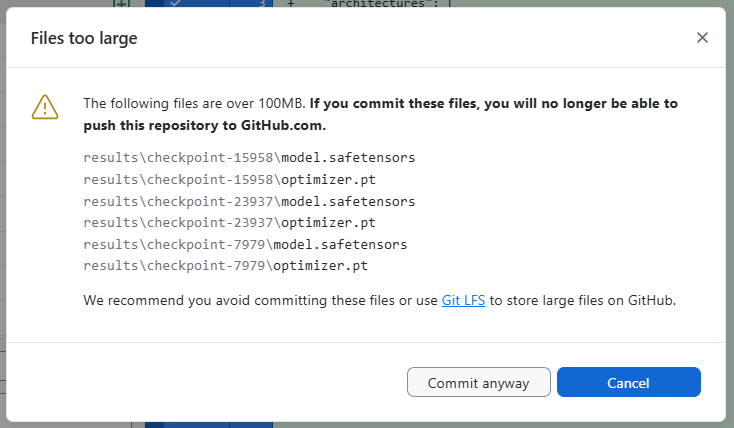 3 + "architectures": [
Files too large
The following files are over 100MB. If you commit these files, you will no longer be able to
push this repository to GitHub.com.
results\checkpoint-15958\model.safetensors
results\checkpoint-15958\optimizer.pt
results\checkpoint-23937\model.safetensors
results\checkpoint-23937\optimizer.pt
results\checkpoint-7979\model.safetensors
results\checkpoint-7979\optimizer.pt
We recommend you avoid committing these files or use Git LFS to store large files on GitHub.
Commit anyway Cancel